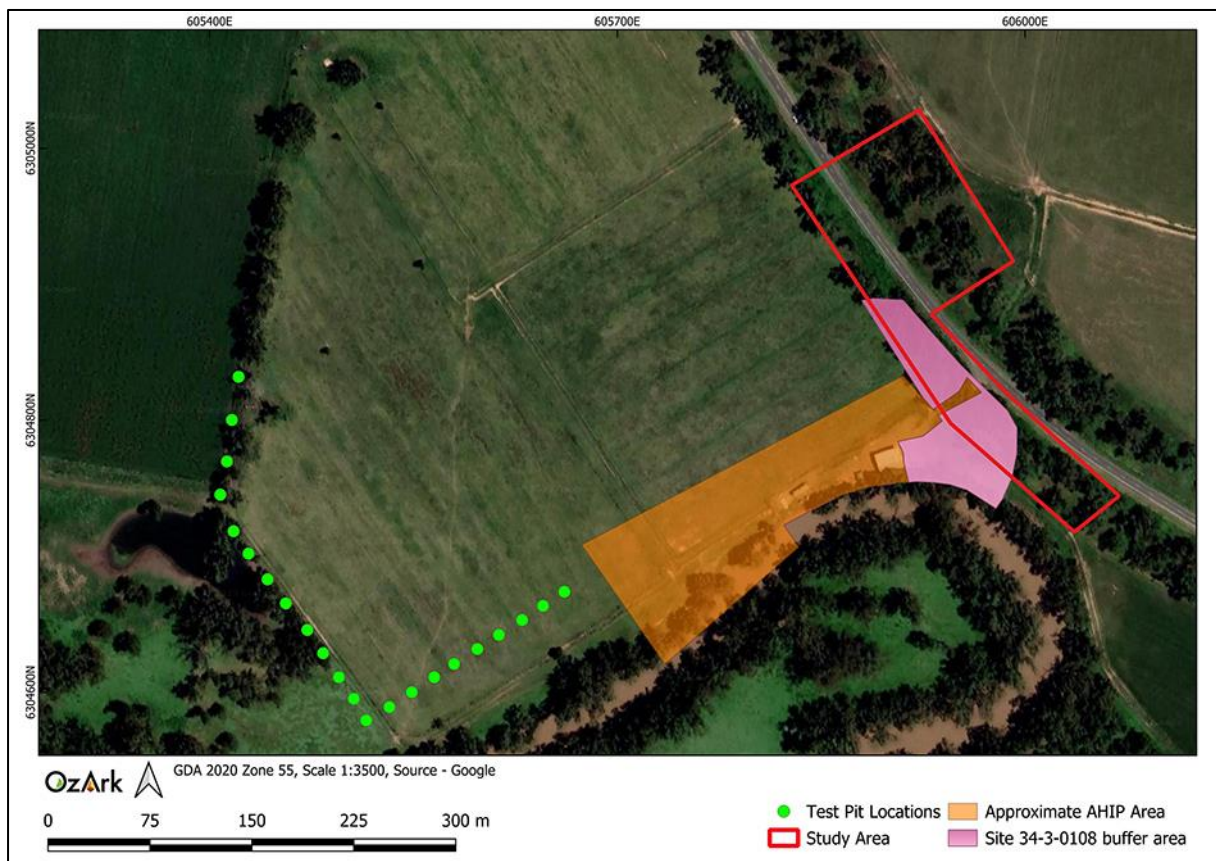 605400E 605700E 606000E
6305000N
6304800N
6304600N
OzArk GDA 2020 Zone 55, Scale 1:3500, Source - Google
0 75 150 225 300 m
Test Pit Locations Approximate AHIP Area
Study Area Site 34-3-0108 buffer area